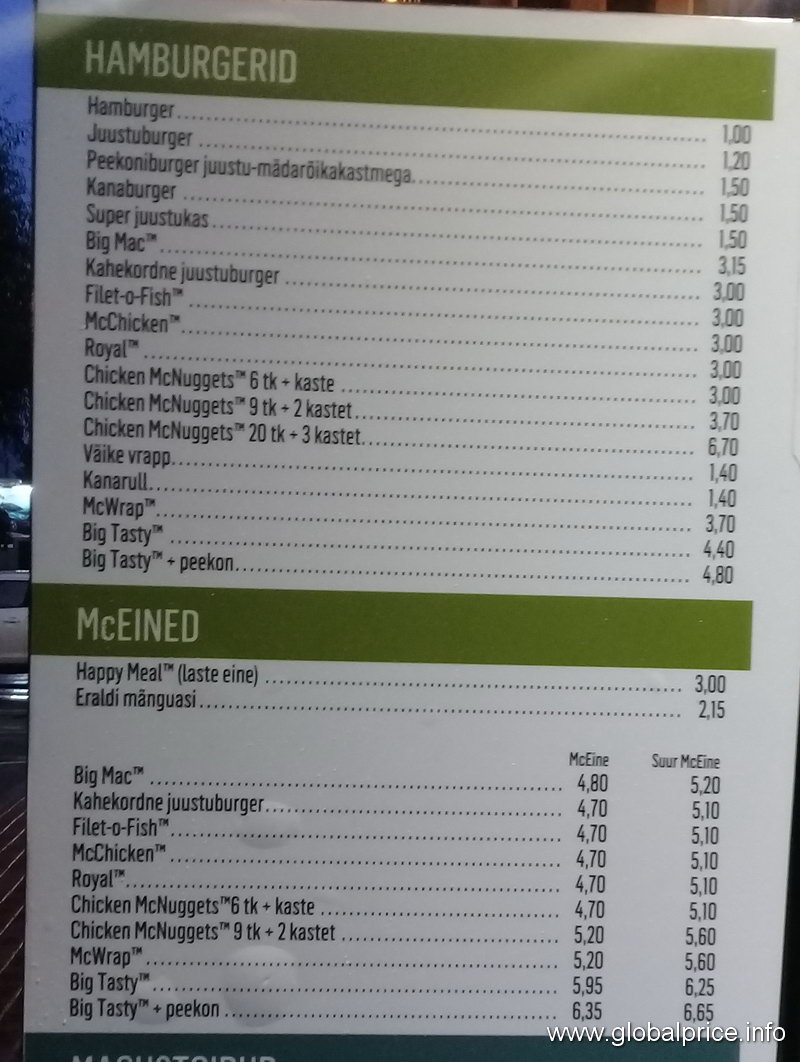 HAMBURGERID
Hamburger 1,00
Juustuburger 1,20
Peekoniburger juustu-mädarõikakastmega 1,50
Kanaburger 1,50
Super juustukas 1,50
Big Mac™ 3,15
Kahekordne juustuburger 3,00
Filet-o-Fish™ 3,00
McChicken™ 3,00
Royal™ 3,00
Chicken McNuggets™ 6 tk + kaste 3,00
Chicken McNuggets™ 9 tk + 2 kastet 3,70
Chicken McNuggets™ 20 tk + 3 kastet 6,70
Väike vrapp 1,40
Kanarull 1,40
McWrap™ 3,70
Big Tasty™ 4,40
Big Tasty™ + peekon 4,80
McEINED
Happy Meal™ (laste eine) 3,00
Eraldi mänguasi 2,15
McEine Suur McEine
Big Mac™ 4,80 5,20
Kahekordne juustuburger 4,70 5,10
Filet-o-Fish™ 4,70 5,10
McChicken™ 4,70 5,10
Royal™ 4,70 5,10
Chicken McNuggets™6 tk + kaste 4,70 5,10
Chicken McNuggets™ 9 tk + 2 kastet 5,20 5,60
McWrap™ 5,20 5,60
Big Tasty™ 5,95 6,25
Big Tasty™ + peekon 6,35 6,65
www.globalprice.info